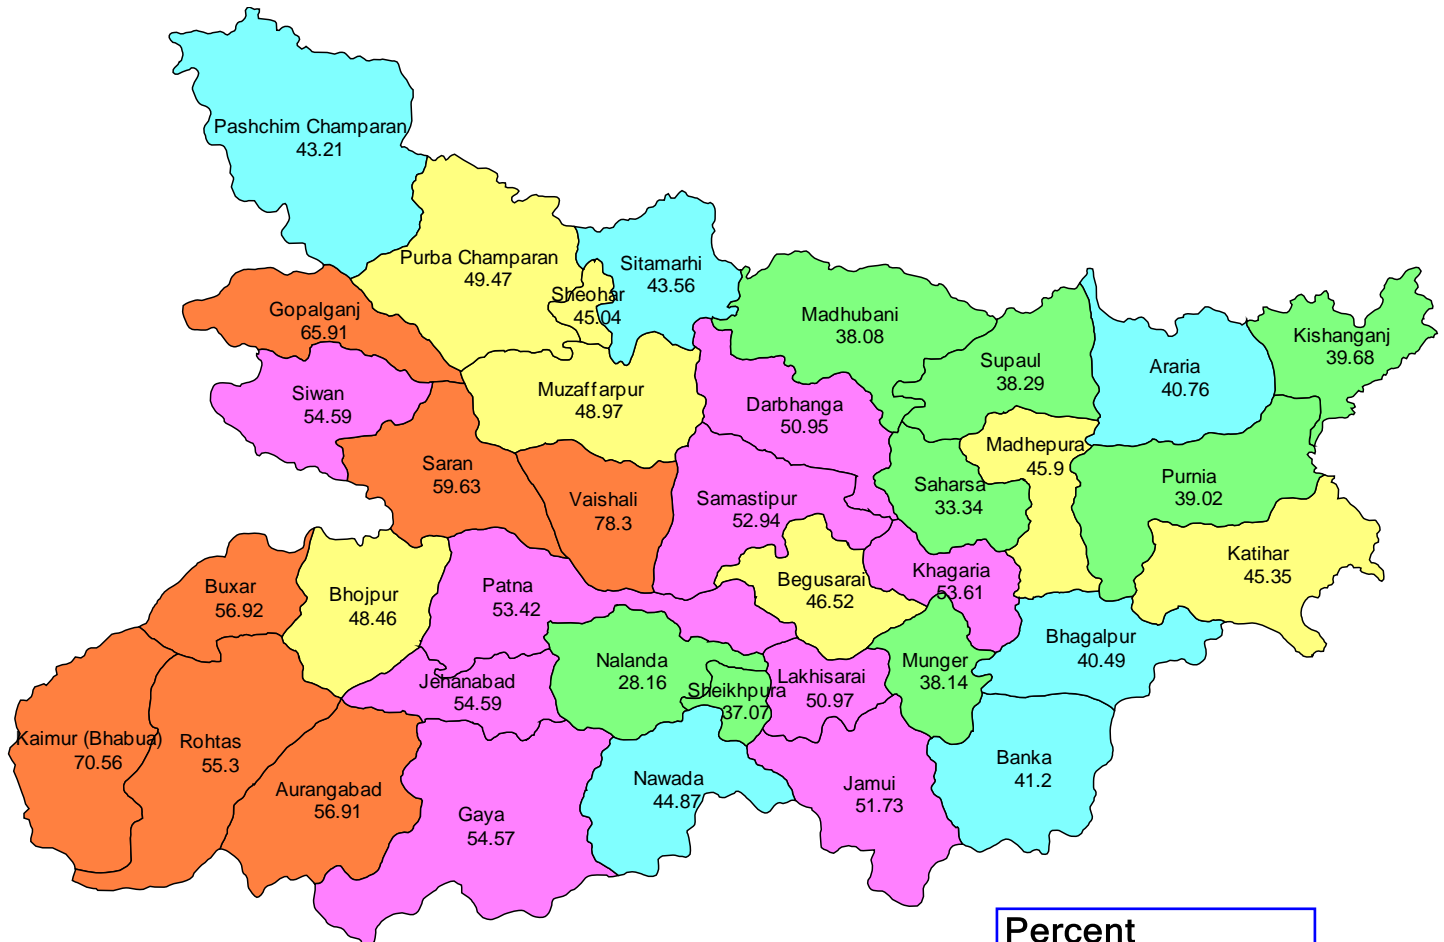 Pashchim Champaran
43.21
Purba Champaran
49.47
Sheohar
45.04
Sitamarhi
43.56
Gopalganj
65.91
Madhubani
38.08
Supaul
38.29
Araria
40.76
Kishanganj
39.68
Siwan
54.59
Muzaffarpur
48.97
Darbhanga
50.95
Madhepura
45.9
Saran
59.63
Vaishali
78.3
Samastipur
52.94
Saharsa
33.34
Purnia
39.02
Katihar
45.35
Buxar
56.92
Bhojpur
48.46
Patna
53.42
Begusarai
46.52
Khagaria
53.61
Bhagalpur
40.49
Nalanda
28.16
Sheikhpura
37.07
Lakhisarai
50.97
Munger
38.14
Jehanabad
54.59
Kaimur (Bhabua)
70.56
Rohtas
55.3
Aurangabad
56.91
Gaya
54.57
Nawada
44.87
Jamui
51.73
Banka
41.2
Percent